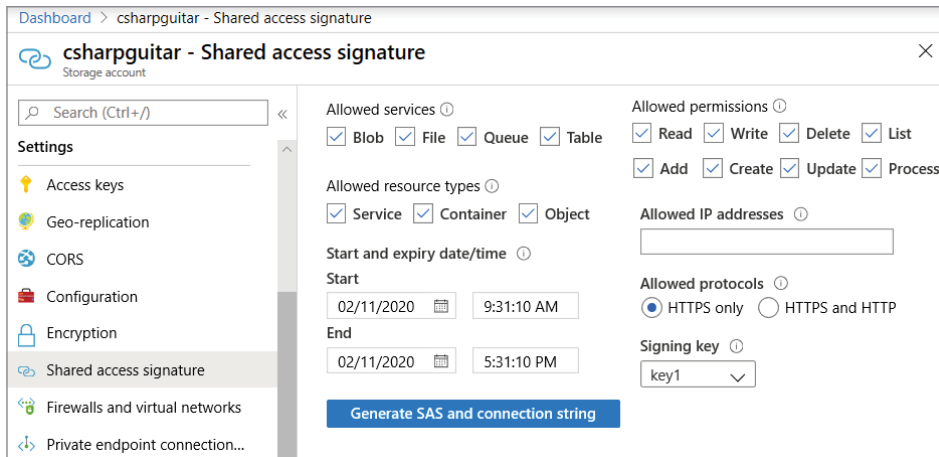 Dashboard > csharpguitar - Shared access signature
csharpguitar - Shared access signature
Storage account
Search (Ctrl+/)
Settings
Access keys
Geo-replication
CORS
Configuration
Encryption
Shared access signature
Firewalls and virtual networks
Private endpoint connection...
Allowed services
Blob File Queue Table
Allowed resource types
Service Container Object
Start and expiry date/time
Start
02/11/2020 9:31:10 AM
End
02/11/2020 5:31:10 PM
Generate SAS and connection string
Allowed permissions
Read Write Delete List
Add Create Update Process
Allowed IP addresses
Allowed protocols
HTTPS only HTTPS and HTTP
Signing key
key1